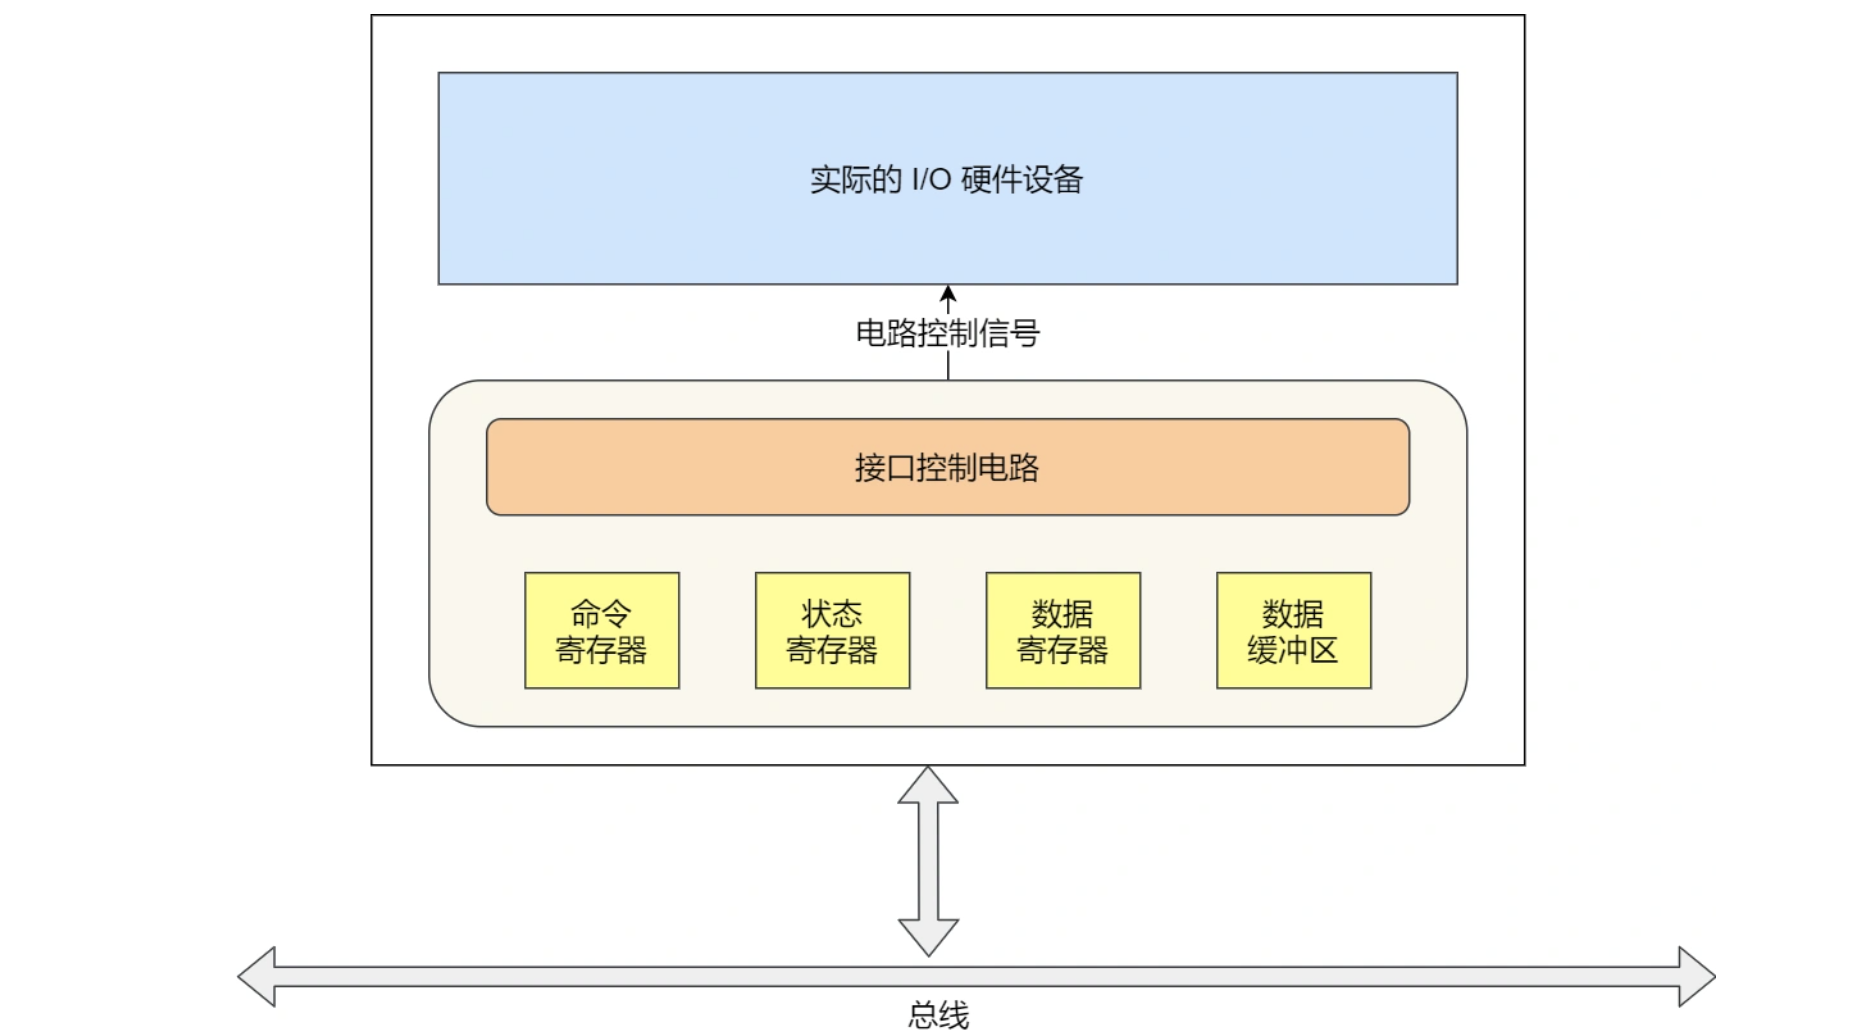 实际的 I/O 硬件设备
电路控制信号
接口控制电路
命令
寄存器
状态
寄存器
数据
寄存器
数据
缓冲区
总线